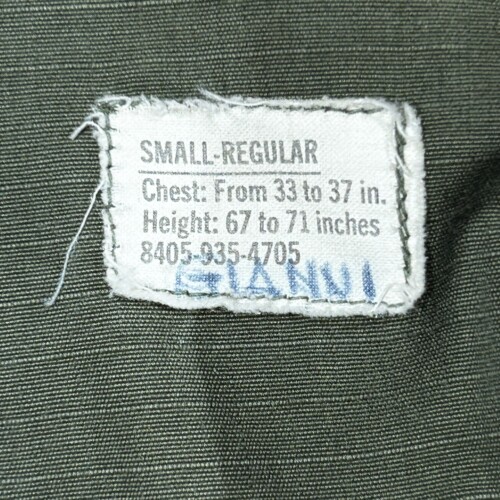 SMALL-REGULAR
Chest: From 33 to 37 in.
Height: 67 to 71 inches
8405-935-4705
GIANNI